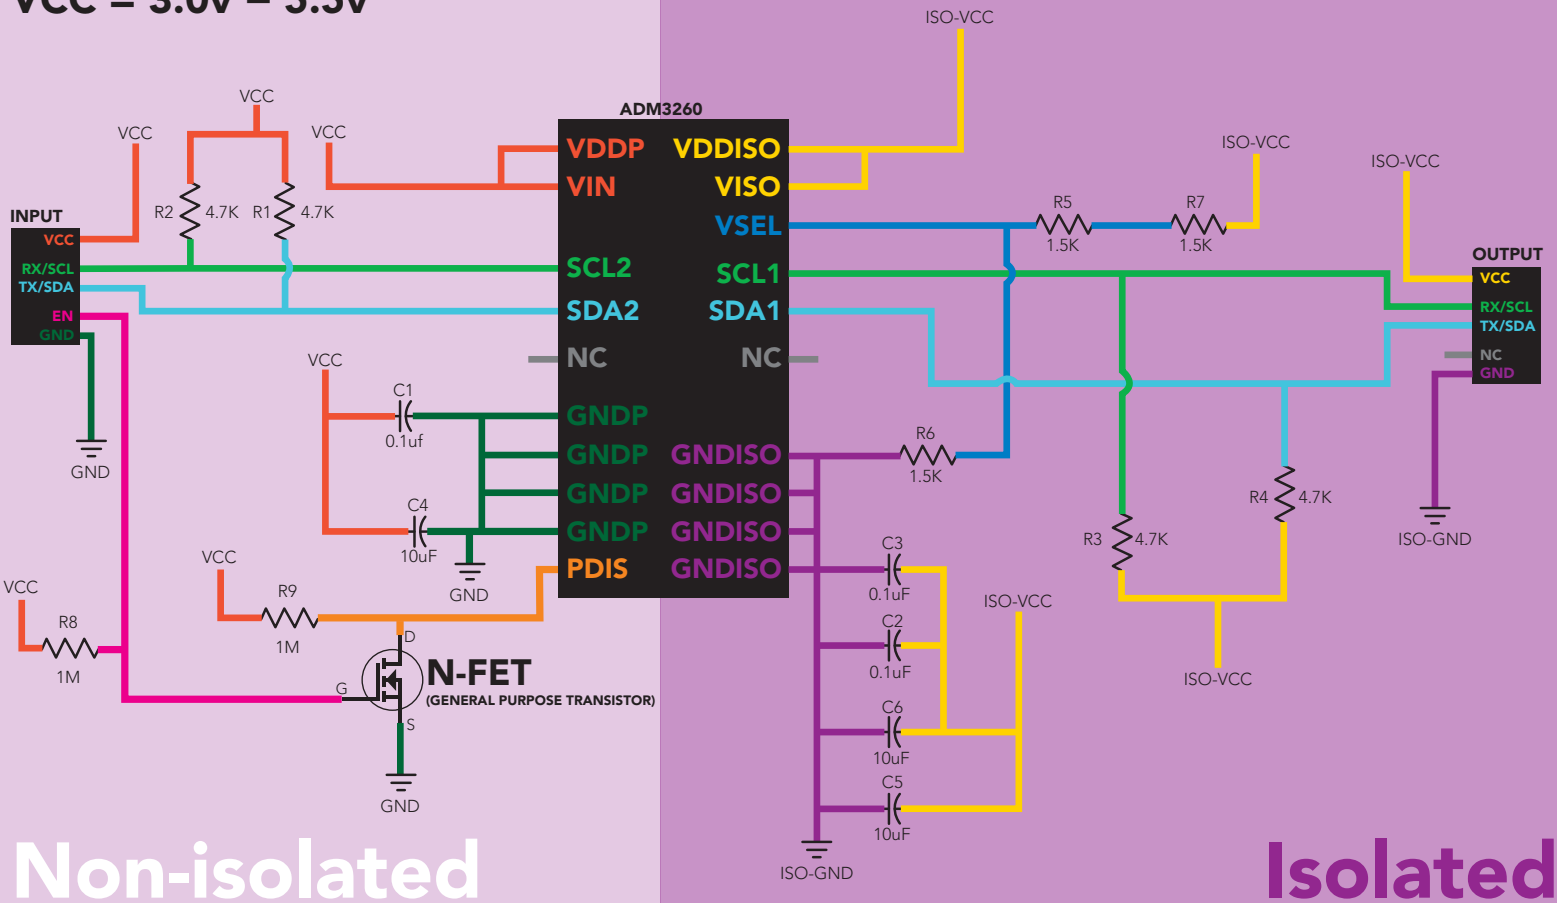 VCC = 3.0v – 5.5v
ISO-VCC
VCC
VCC
VCC
ADM3260
ISO-VCC
ISO-VCC
INPUT
VCC
RX/SCL
TX/SDA
EN
GND
R2
4.7K
R1
4.7K
VDDP
VIN
SCL2
SDA2
NC
GNDP
GNDP
GNDP
GNDP
PDIS
VDDISO
VISO
VSEL
SCL1
SDA1
NC
GNDISO
GNDISO
GNDISO
GNDISO
R5
1.5K
R7
1.5K
OUTPUT
VCC
RX/SCL
TX/SDA
NC
GND
GND
VCC
C1
0.1uf
C4
10uF
GND
R6
1.5K
R3
4.7K
R4
4.7K
ISO-GND
ISO-VCC
VCC
R8
1M
VCC
R9
1M
D
G
S
N-FET
(GENERAL PURPOSE TRANSISTOR)
GND
C3
0.1uF
C2
0.1uF
C6
10uF
C5
10uF
ISO-VCC
ISO-GND
Non-isolated
Isolated